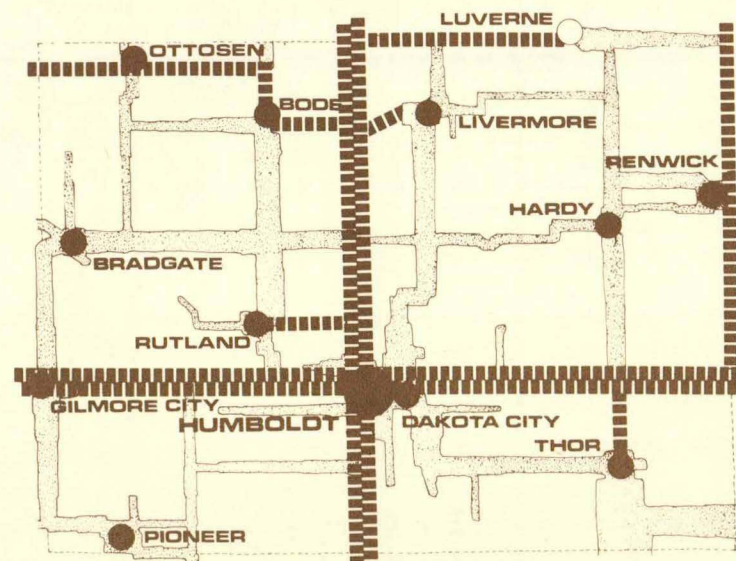 LUVERNE
OTTOSEN
BODE
LIVERMORE
RENWICK
HARDY
BRADGATE
RUTLAND
GILMORE CITY
HUMBOLDT
DAKOTA CITY
THOR
PIONEER